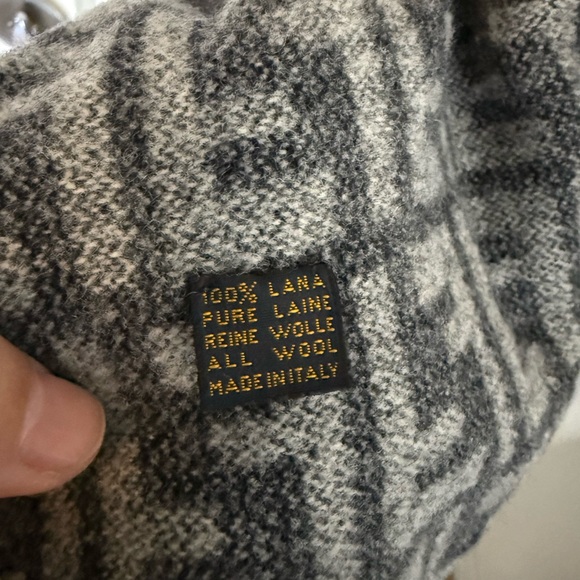 100% LANA
PURE LAINE
REINE WOLLE
ALL WOOL
MADE IN ITALY